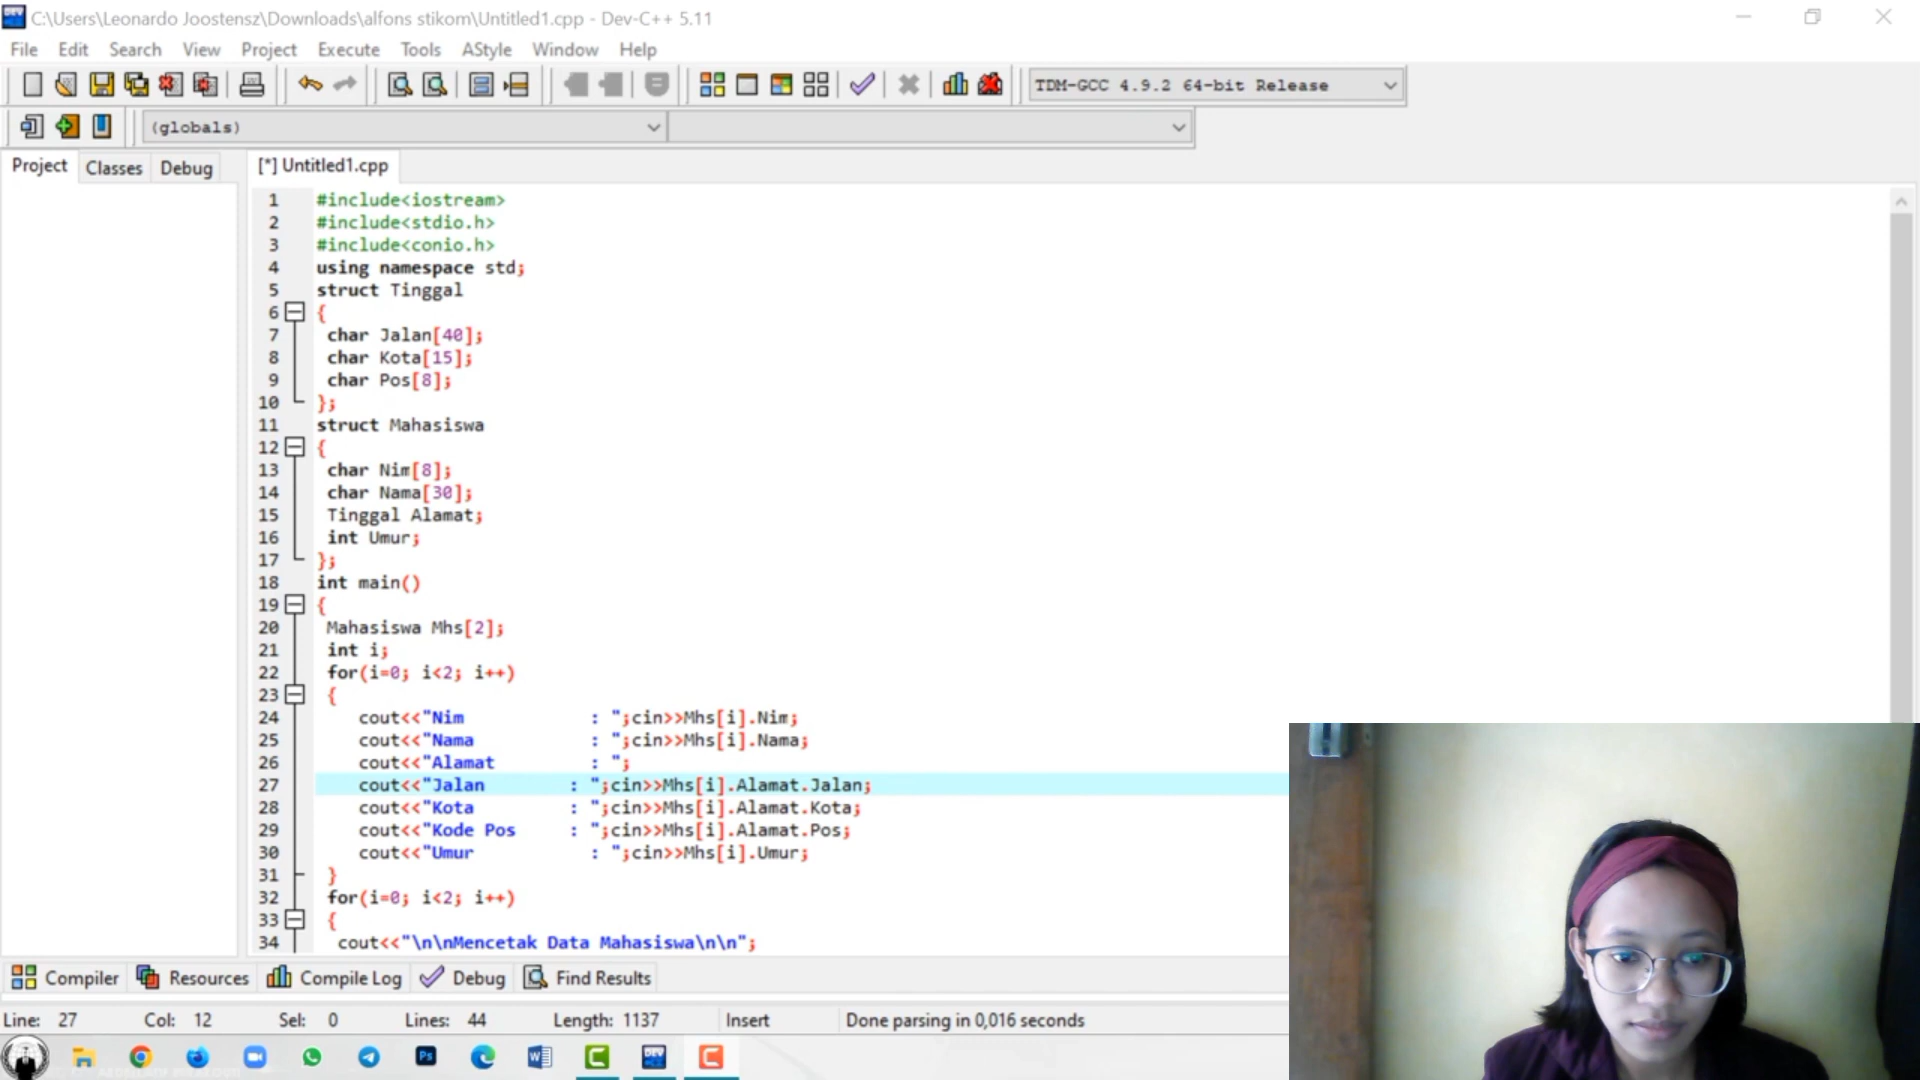 C:\Users\Leonardo Joostensz\Downloads\alfons stikom\Untitled1.cpp - Dev-C++ 5.11
File Edit Search View Project Execute Tools AStyle Window Help
TDM-GCC 4.9.2 64-bit Release
(globals)
Project Classes Debug [*] Untitled1.cpp
1 #include<iostream>
2 #include<stdio.h>
3 #include<conio.h>
4 using namespace std;
5 struct Tinggal
6 {
7 char Jalan[40];
8 char Kota[15];
9 char Pos[8];
10 };
11 struct Mahasiswa
12 {
13 char Nim[8];
14 char Nama[30];
15 Tinggal Alamat;
16 int Umur;
17 };
18 int main()
19 {
20 Mahasiswa Mhs[2];
21 int i;
22 for(i=0; i<2; i++)
23 {
24 cout<<"Nim : ";cin>>Mhs[i].Nim;
25 cout<<"Nama : ";cin>>Mhs[i].Nama;
26 cout<<"Alamat : ";
27 cout<<"Jalan : ";cin>>Mhs[i].Alamat.Jalan;
28 cout<<"Kota : ";cin>>Mhs[i].Alamat.Kota;
29 cout<<"Kode Pos : ";cin>>Mhs[i].Alamat.Pos;
30 cout<<"Umur : ";cin>>Mhs[i].Umur;
31 }
32 for(i=0; i<2; i++)
33 {
34 cout<<"\n\nMencetak Data Mahasiswa\n\n";
Compiler Resources Compile Log Debug Find Results
Line: 27 Col: 12 Sel: 0 Lines: 44 Length: 1137 Insert Done parsing in 0,016 seconds